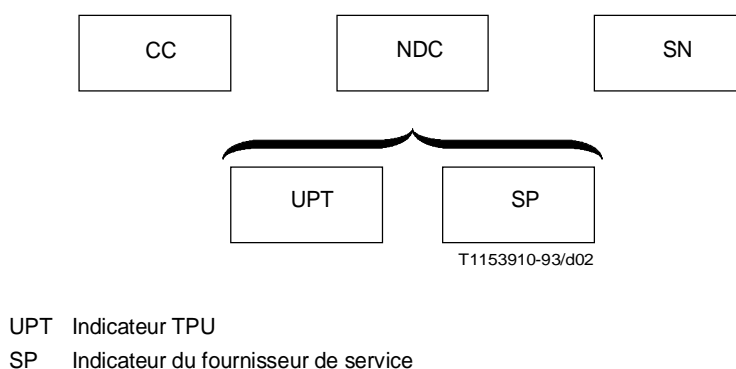 CC NDC SN
UPT SP
T1153910-93/d02
UPT Indicateur TPU
SP Indicateur du fournisseur de service